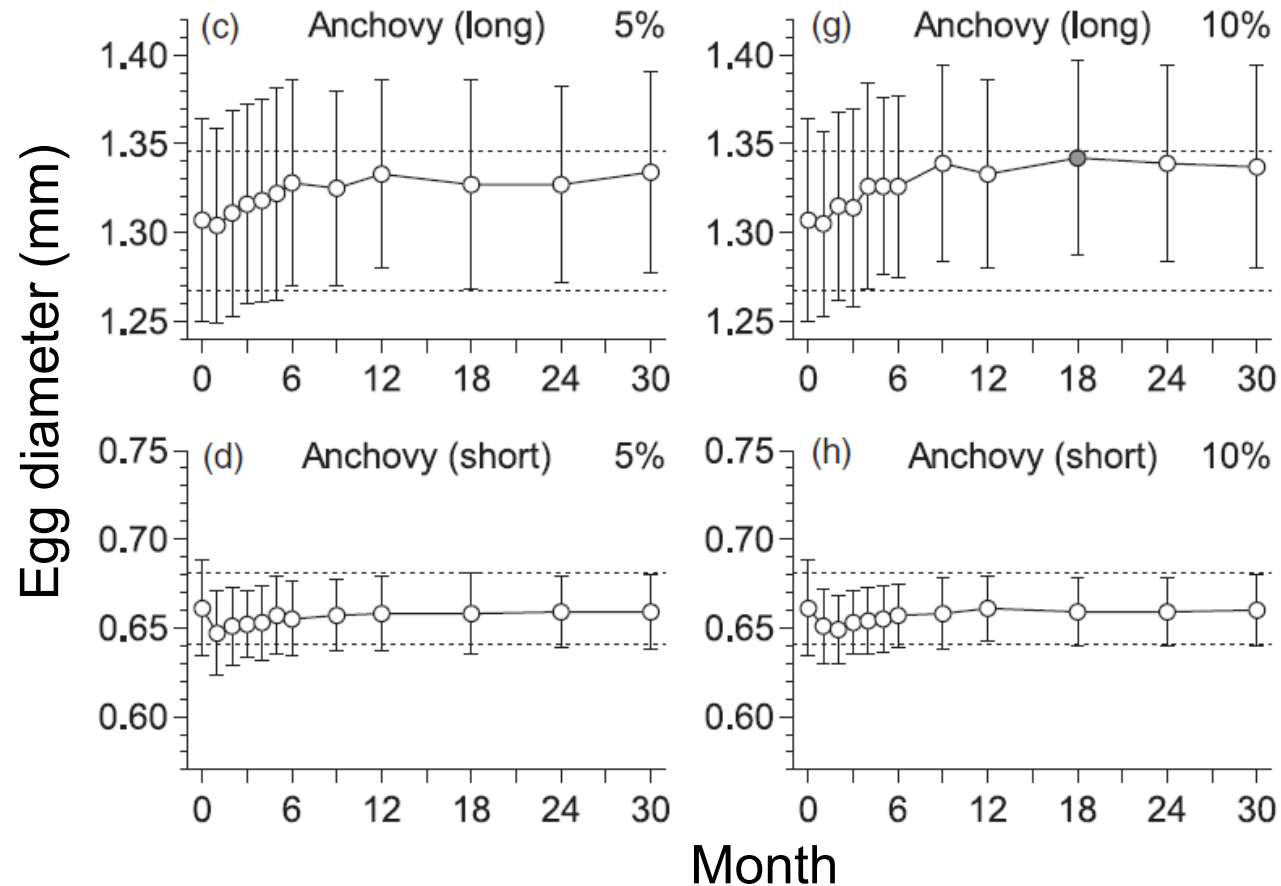 (c) Anchovy (long) 5%
1.40
1.35
1.30
1.25
0 6 12 18 24 30
(g) Anchovy (long) 10%
1.40
1.35
1.30
1.25
0 6 12 18 24 30
(d) Anchovy (short) 5%
0.75
0.70
0.65
0.60
0 6 12 18 24 30
(h) Anchovy (short) 10%
0.75
0.70
0.65
0.60
0 6 12 18 24 30
Egg diameter (mm)
Month